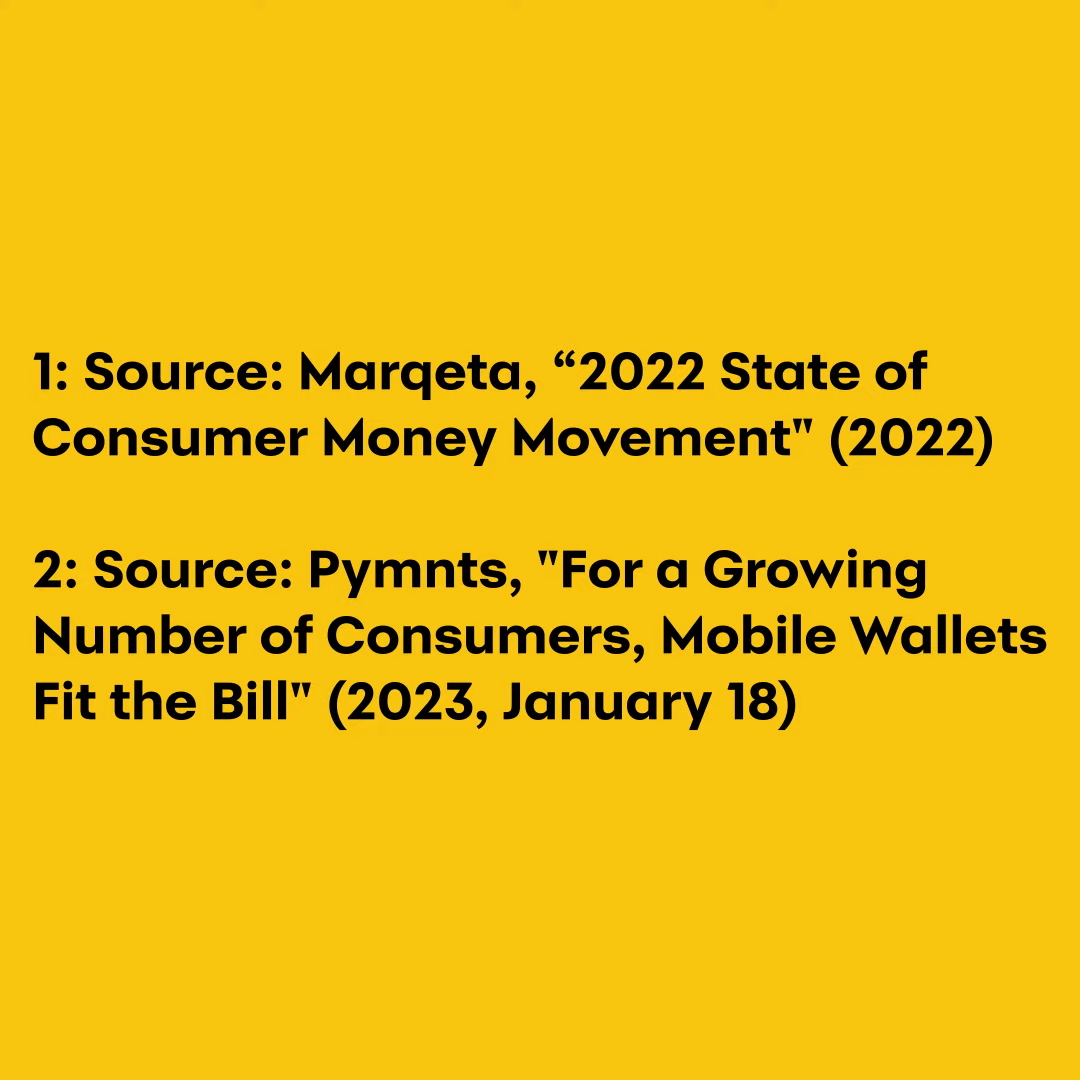 1: Source: Marqeta, “2022 State of
Consumer Money Movement" (2022)
2: Source: Pymnts, "For a Growing
Number of Consumers, Mobile Wallets
Fit the Bill" (2023, January 18)